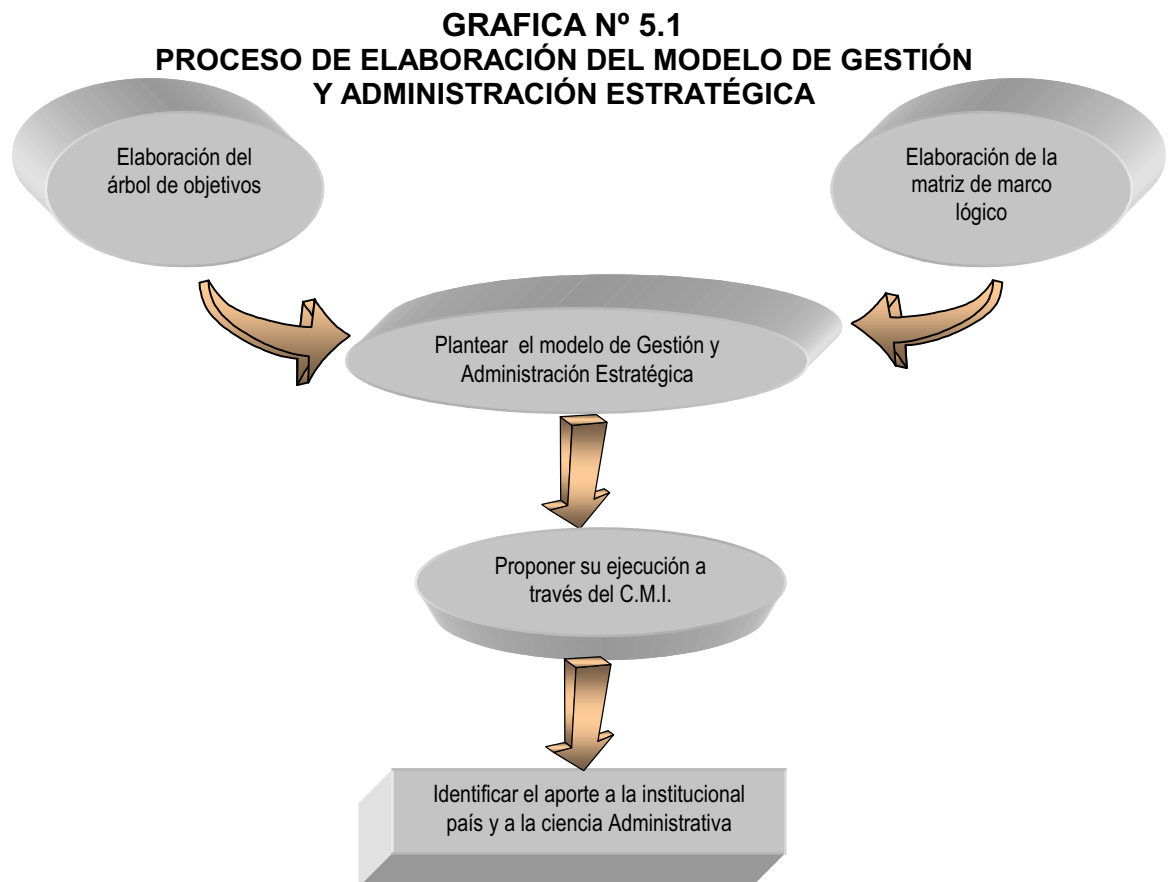 GRAFICA Nº 5.1
PROCESO DE ELABORACIÓN DEL MODELO DE GESTIÓN
Y ADMINISTRACIÓN ESTRATÉGICA
Elaboración del
árbol de objetivos
Elaboración de la
matriz de marco
lógico
Plantear el modelo de Gestión y
Administración Estratégica
Proponer su ejecución a
través del C.M.I.
Identificar el aporte a la institucional
país y a la ciencia Administrativa